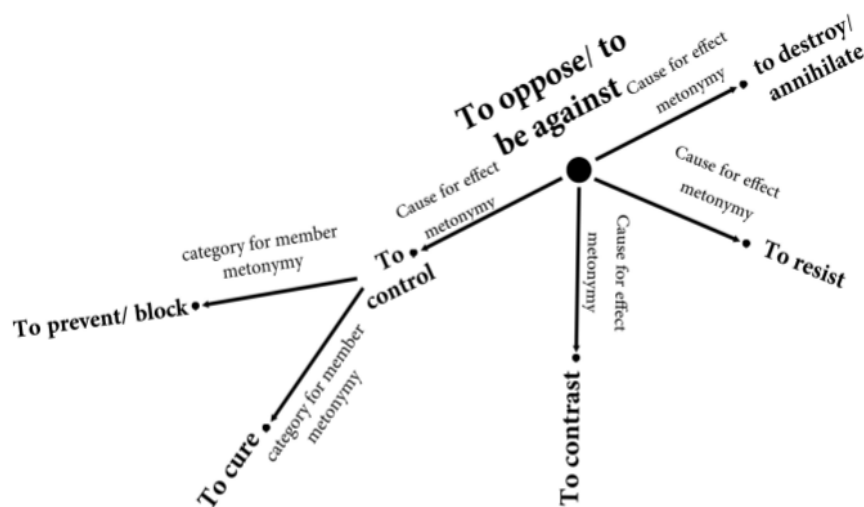 To oppose/ to
be against
Cause for effect
metonymy
to destroy/
annihilate
Cause for effect
metonymy
To resist
Cause for effect
metonymy
To control
Cause for effect
metonymy
To contrast
category for member
metonymy
To prevent/ block
category for member
metonymy
To cure